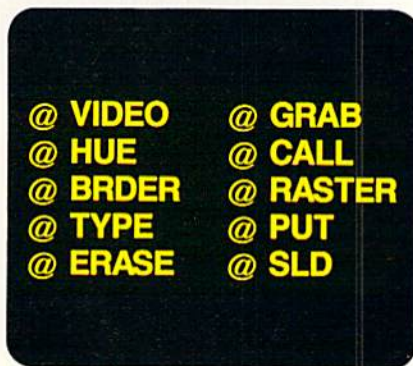 @ VIDEO
@ HUE
@ BRDER
@ TYPE
@ ERASE
@ GRAB
@ CALL
@ RASTER
@ PUT
@ SLD